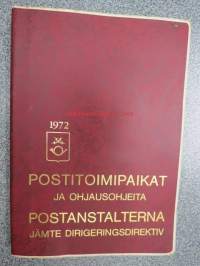 1972
POSTITOIMIPAIKAT
JA OHJAUSOHJEITA
POSTANSTALTERNA
JÄMTE DIRIGERINGSDIREKTIV